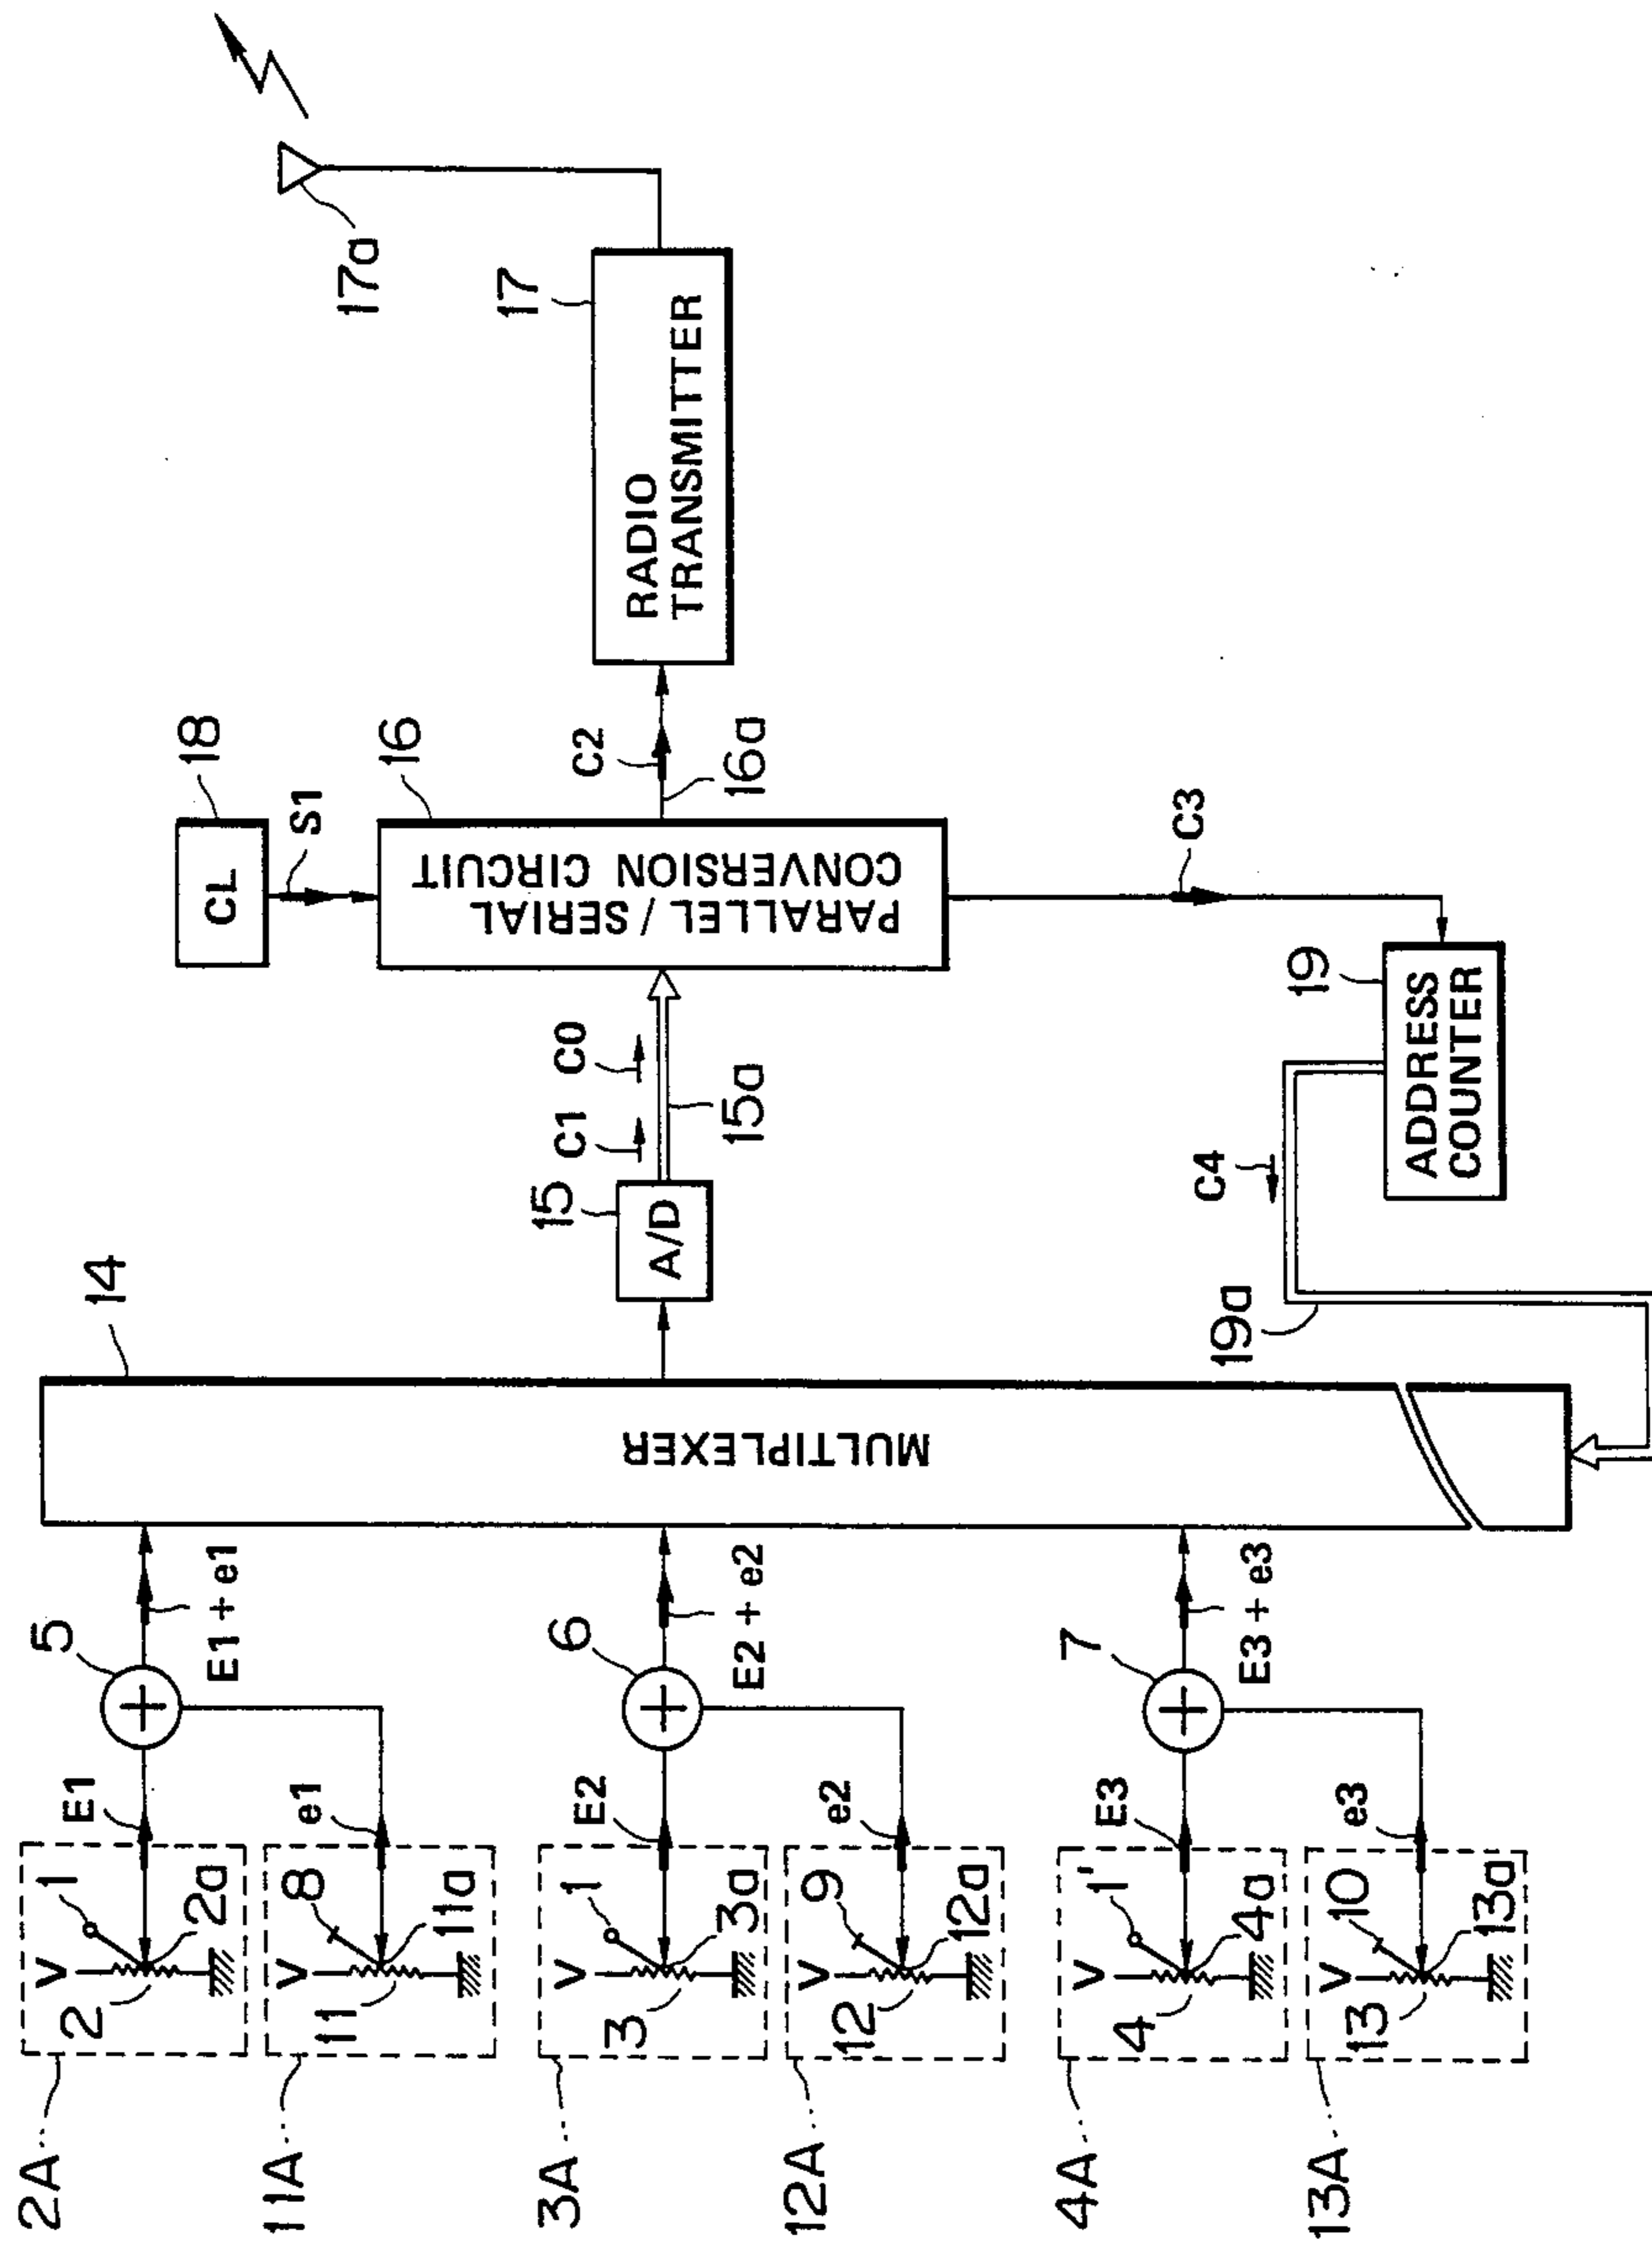 2A
V
1
2
2a
E1
5
E1 + e1
11A
V
8
11
11a
e1
3A
V
1
3
3a
E2
6
E2 + e2
12A
V
9
12
12a
e2
4A
V
1'
4
4a
E3
7
E3 + e3
13A
V
10
13
13a
e3
14
MULTIPLEXER
15
A/D
C1
C0
15a
18
CL
S1
16
PARALLEL / SERIAL
CONVERSION CIRCUIT
C2
16a
17
RADIO
TRANSMITTER
17a
C3
19
ADDRESS
COUNTER
C4
19a